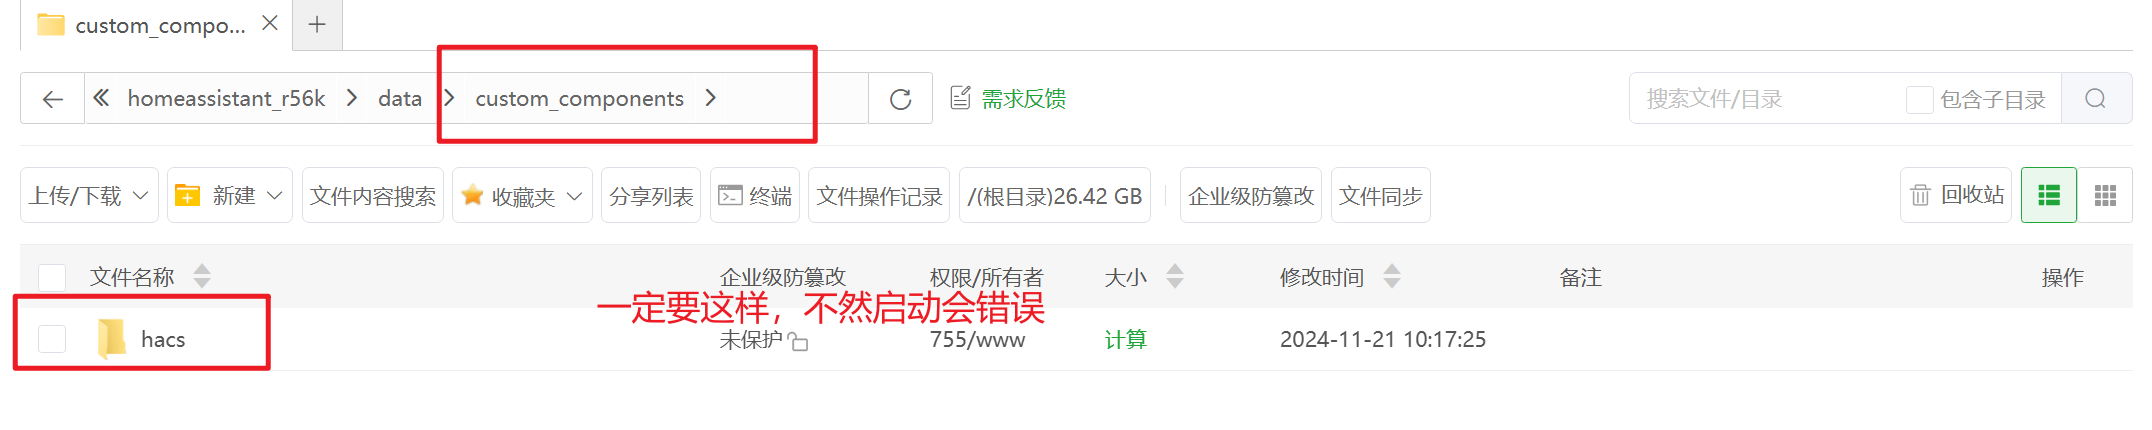 custom_compo...
homeassistant_r56k data custom_components 需求反馈 搜索文件/目录 包含子目录
上传/下载 新建 文件内容搜索 收藏夹 分享列表 终端 文件操作记录 /(根目录)26.42 GB 企业级防篡改 文件同步 回收站
文件名称 企业级防篡改 权限/所有者 大小 修改时间 备注 操作
一定要这样，不然启动会错误
hacs 未保护 755/www 计算 2024-11-21 10:17:25